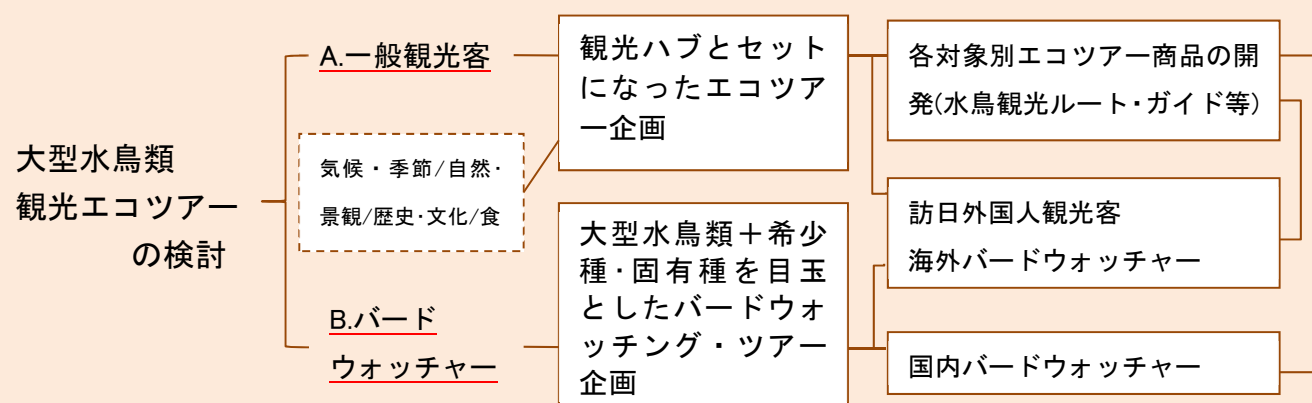 大型水鳥類
観光エコツアー
の検討
A.一般観光客
気候・季節/自然・
景観/歴史・文化/食
B.バード
ウォッチャー
観光ハブとセット
になったエコツア
ー企画
大型水鳥類＋希少
種・固有種を目玉
としたバードウォ
ッチング・ツアー
企画
各対象別エコツアー商品の開
発(水鳥観光ルート・ガイド等)
訪日外国人観光客
海外バードウォッチャー
国内バードウォッチャー